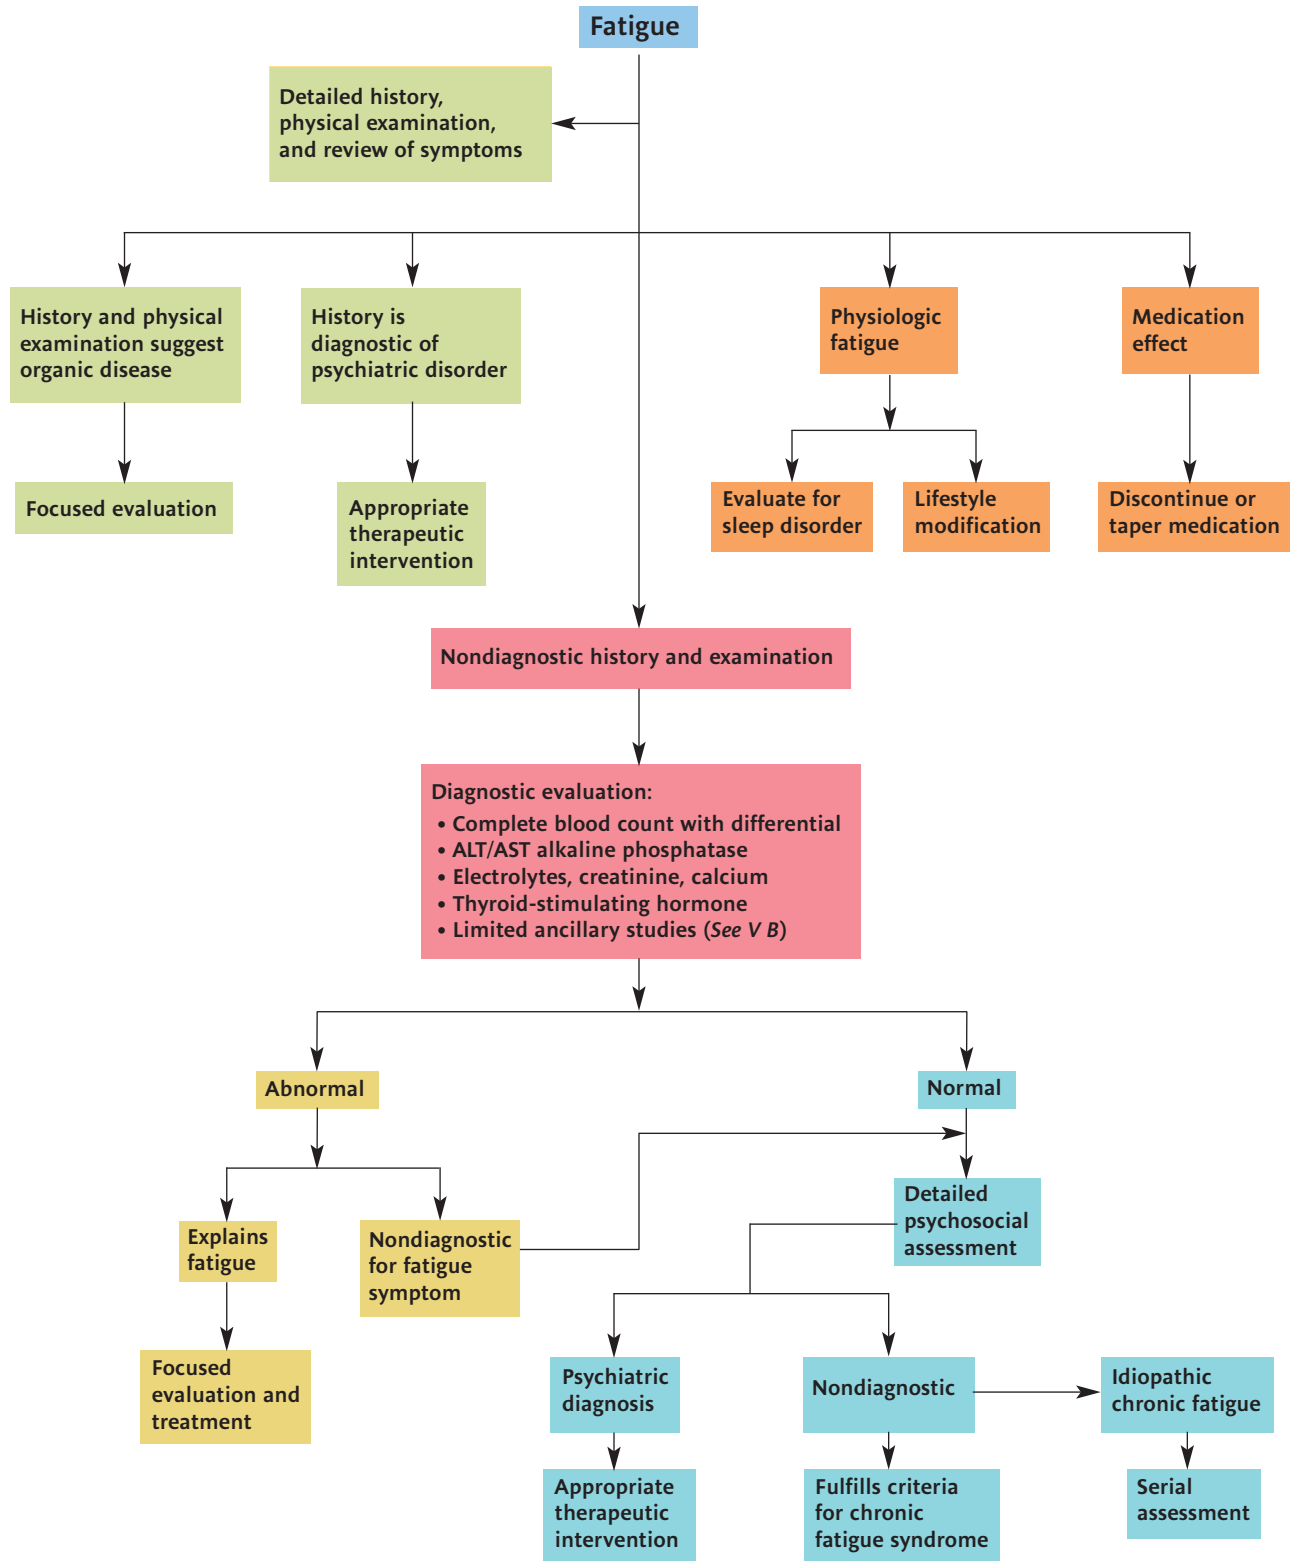 Fatigue
Detailed history,
physical examination,
and review of symptoms
History and physical
examination suggest
organic disease
History is
diagnostic of
psychiatric disorder
Physiologic
fatigue
Medication
effect
Focused evaluation
Appropriate
therapeutic
intervention
Evaluate for
sleep disorder
Lifestyle
modification
Discontinue or
taper medication
Nondiagnostic history and examination
Diagnostic evaluation:
• Complete blood count with differential
• ALT/AST alkaline phosphatase
• Electrolytes, creatinine, calcium
• Thyroid-stimulating hormone
• Limited ancillary studies (See V B)
Abnormal
Normal
Explains
fatigue
Nondiagnostic
for fatigue
symptom
Detailed
psychosocial
assessment
Focused
evaluation and
treatment
Psychiatric
diagnosis
Nondiagnostic
Idiopathic
chronic fatigue
Appropriate
therapeutic
intervention
Fulfills criteria
for chronic
fatigue syndrome
Serial
assessment